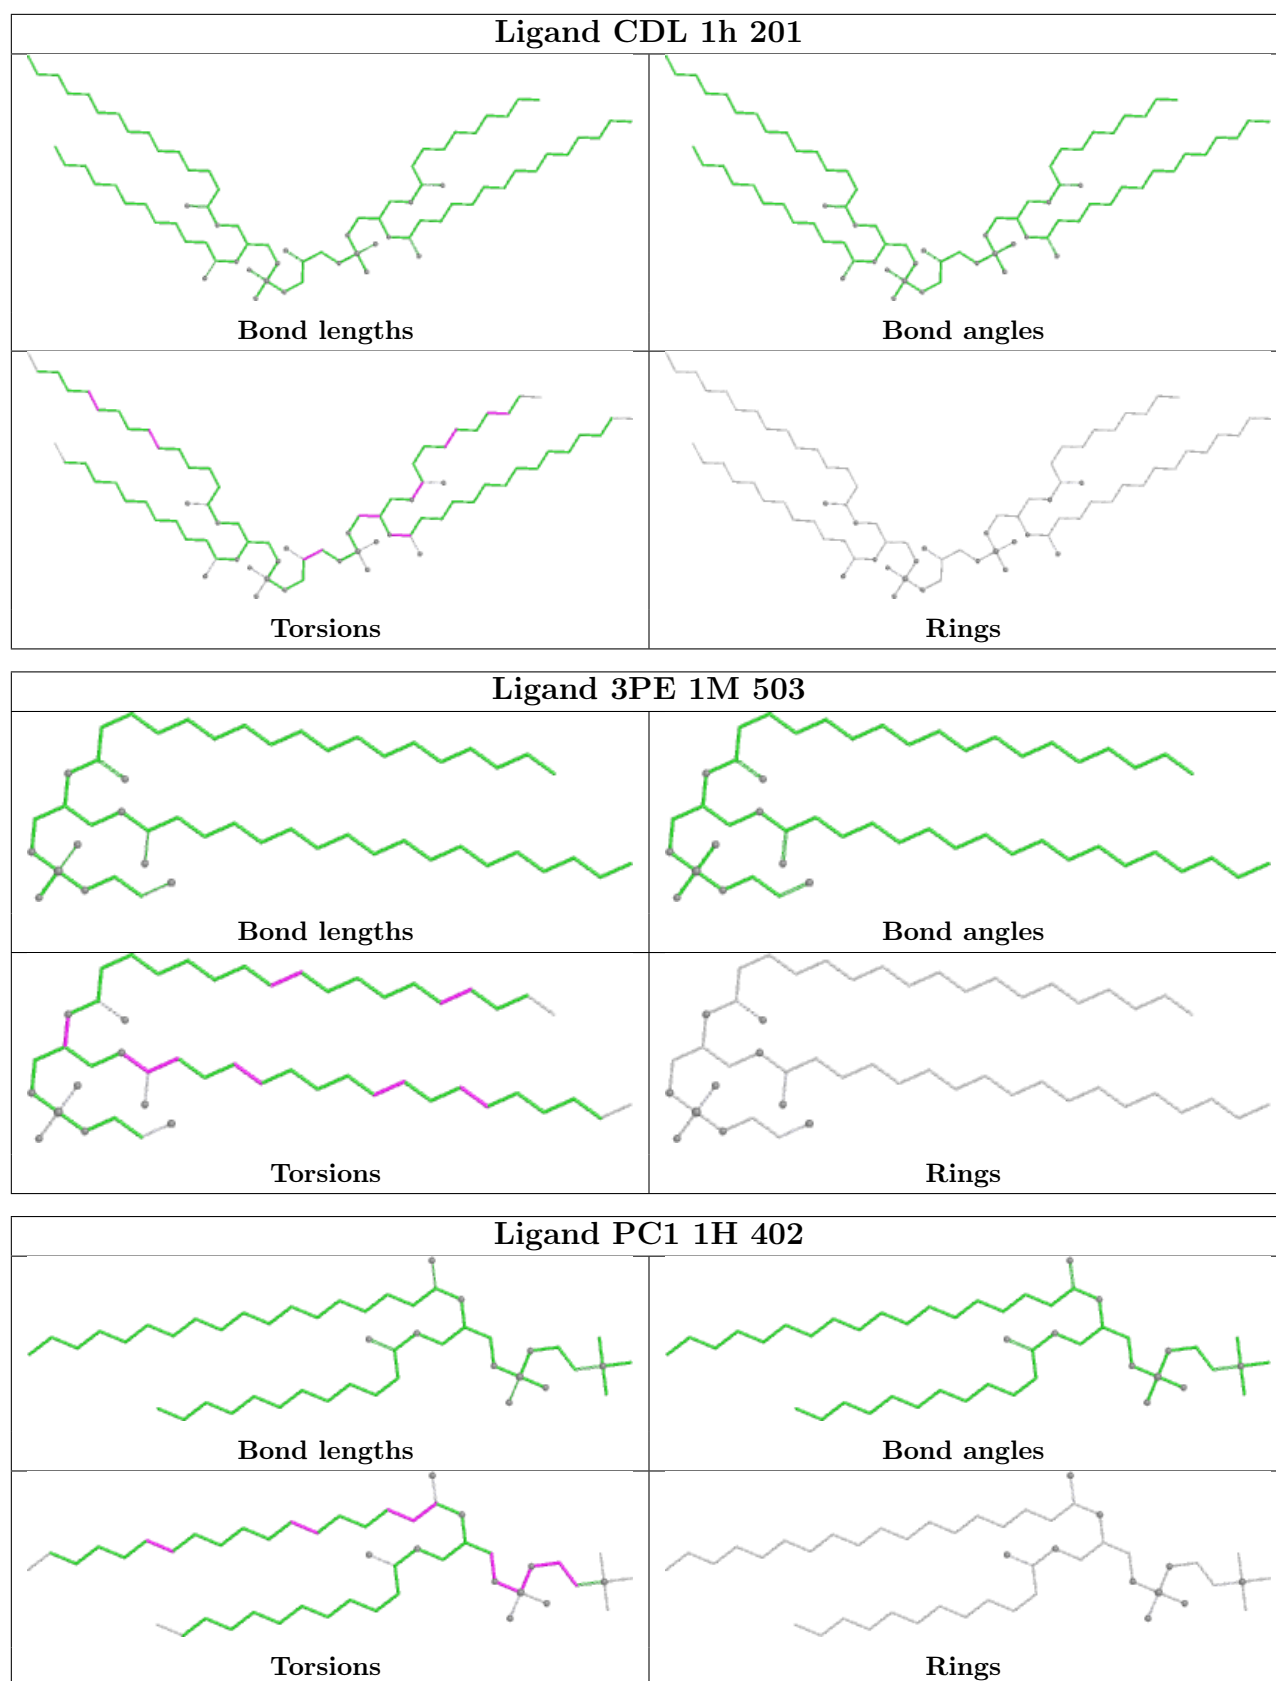 Ligand CDL 1h 201
Bond lengths
Bond angles
Torsions
Rings
Ligand 3PE 1M 503
Bond lengths
Bond angles
Torsions
Rings
Ligand PC1 1H 402
Bond lengths
Bond angles
Torsions
Rings